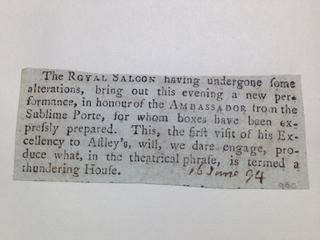 The ROYAL SALOON having undergone some
alterations, bring out this evening a new per-
formance, in honour of the AMBASSADOR from the
Sublime Porte, for whom boxes have been ex-
pressly prepared. This, the first visit of his Ex-
cellency to Astley's, will, we dare engage, pro-
duce what, in the theatrical phrase, is termed a
thundering House. 16 June 94